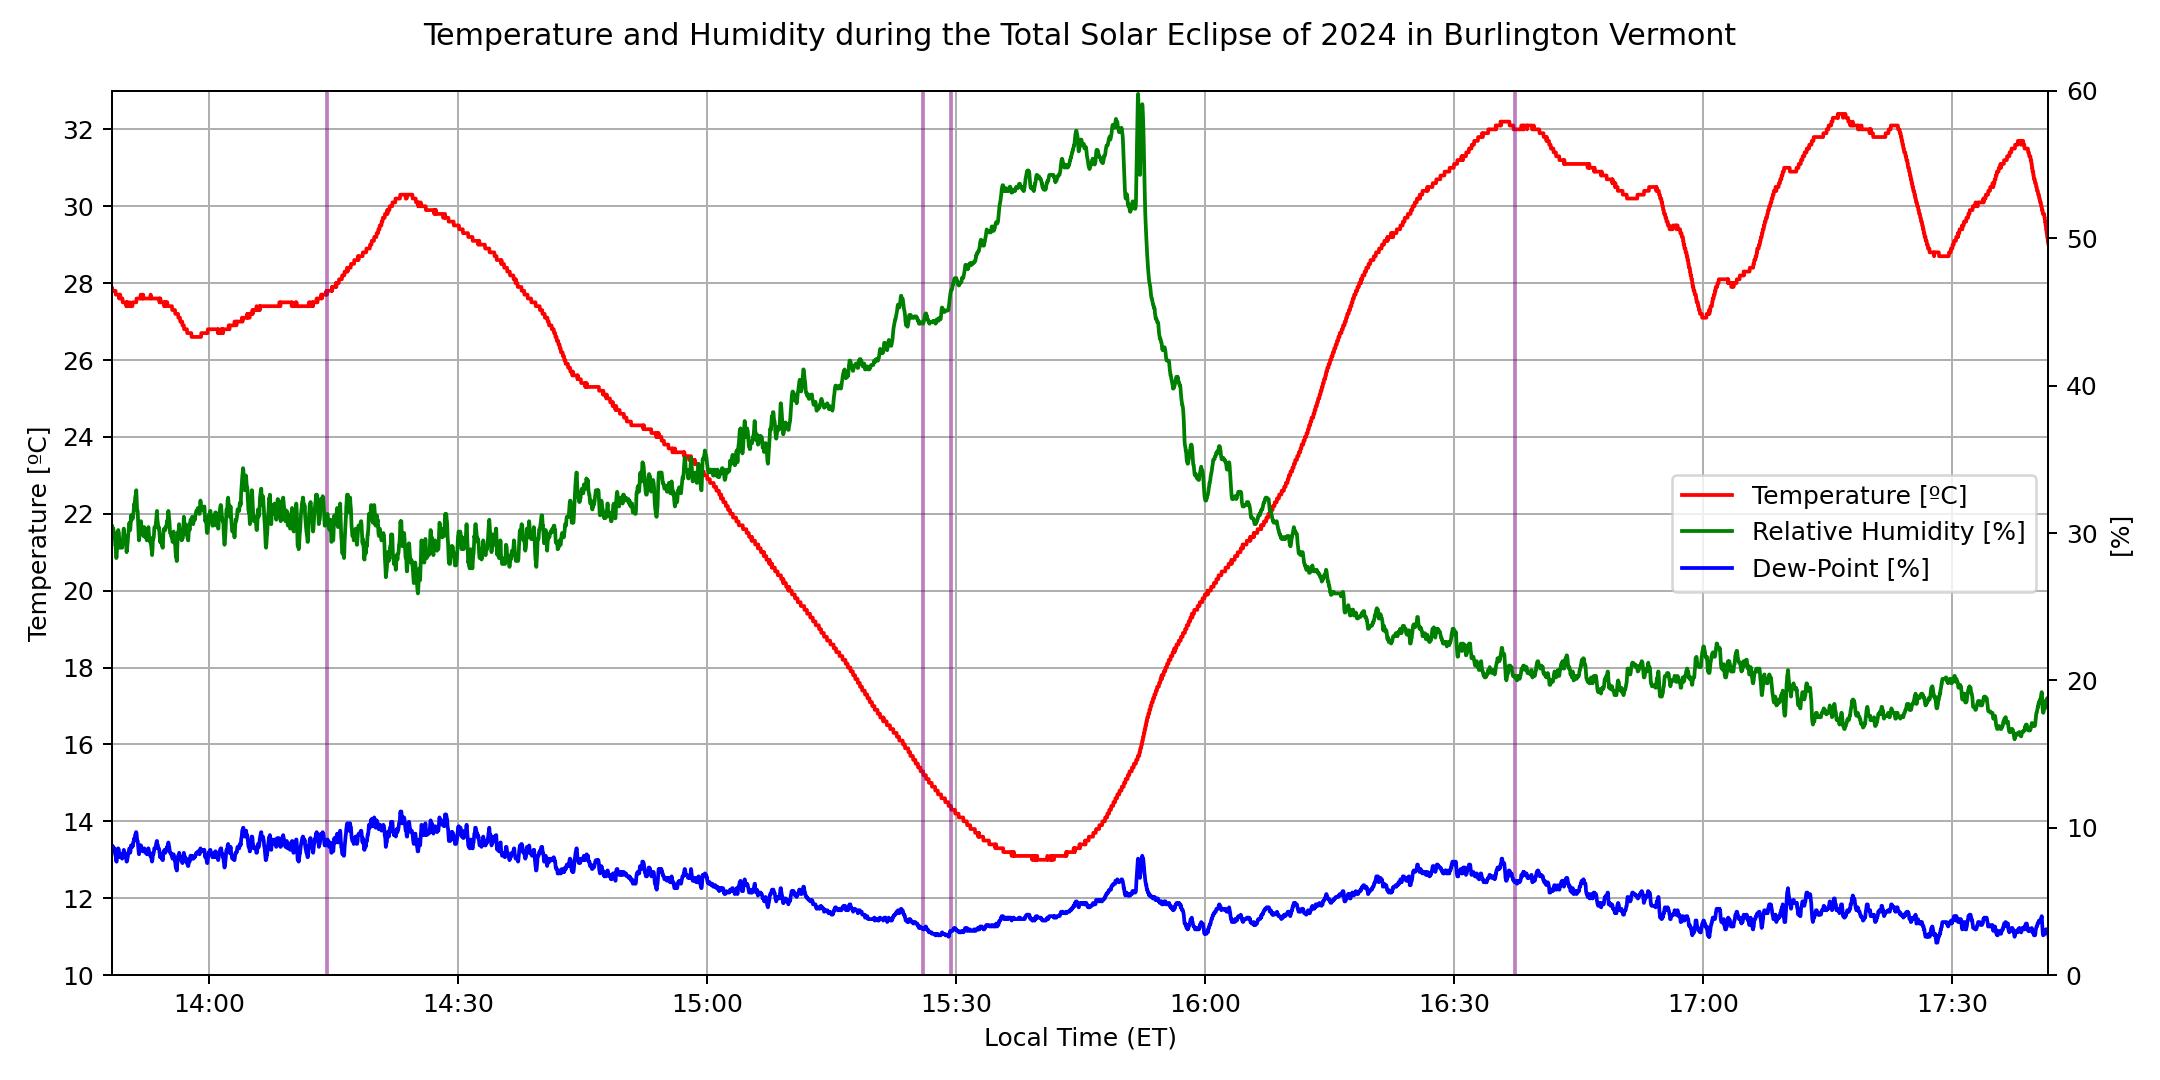 Temperature and Humidity during the Total Solar Eclipse of 2024 in Burlington Vermont
Temperature [ºC]
32
30
28
26
24
22
20
18
16
14
12
10
60
50
40
30
20
10
0
[%]
Temperature [ºC]
Relative Humidity [%]
Dew-Point [%]
14:00 14:30 15:00 15:30 16:00 16:30 17:00 17:30
Local Time (ET)